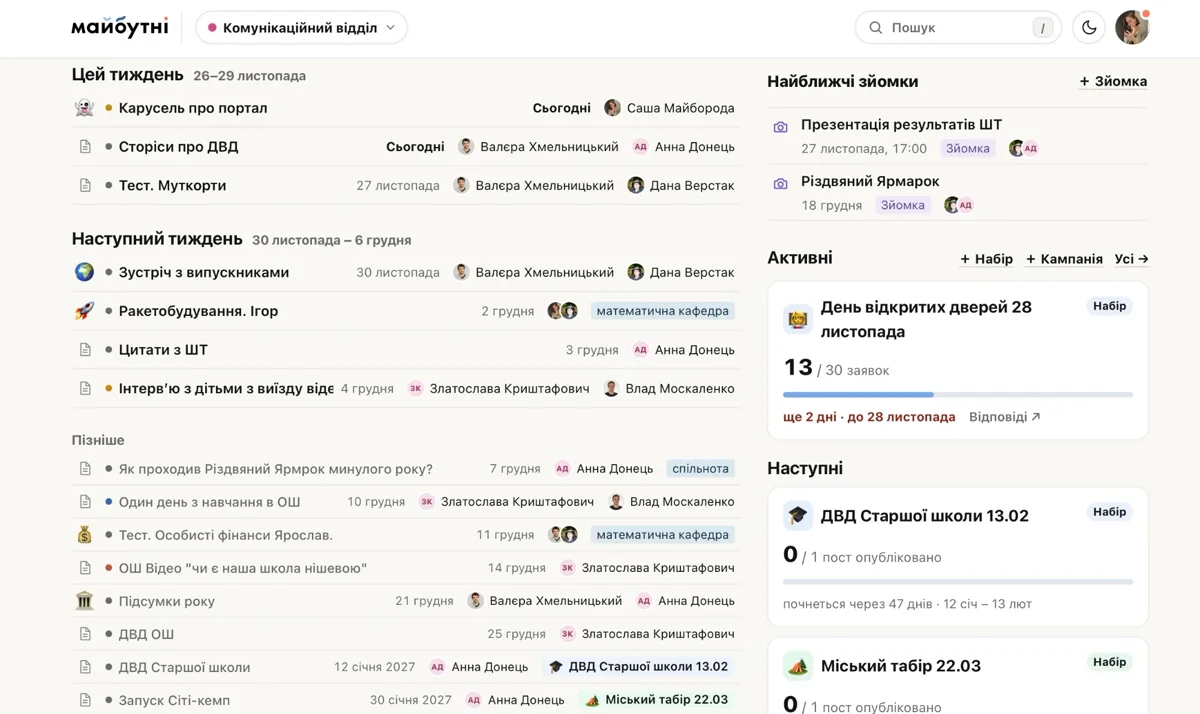 майбутні
Комунікаційний відділ
Пошук /
Цей тиждень 26–29 листопада
Карусель про портал Сьогодні Саша Майборода
Сторіси про ДВД Сьогодні Валєра Хмельницький АД Анна Донець
Тест. Муткорти 27 листопада Валєра Хмельницький Дана Верстак
Наступний тиждень 30 листопада – 6 грудня
Зустріч з випускниками 30 листопада Валєра Хмельницький Дана Верстак
Ракетобудування. Ігор 2 грудня математична кафедра
Цитати з ШТ 3 грудня АД Анна Донець
Інтерв’ю з дітьми з виїзду віде 4 грудня ЗК Златослава Криштафович Влад Москаленко
Пізніше
Як проходив Різдвяний Ярмрок минулого року? 7 грудня АД Анна Донець спільнота
Один день з навчання в ОШ 10 грудня ЗК Златослава Криштафович Влад Москаленко
Тест. Особисті фінанси Ярослав. 11 грудня математична кафедра
ОШ Відео "чи є наша школа нішевою" 14 грудня ЗК Златослава Криштафович
Підсумки року 21 грудня Валєра Хмельницький АД Анна Донець
ДВД ОШ 25 грудня ЗК Златослава Криштафович
ДВД Старшої школи 12 січня 2027 АД Анна Донець ДВД Старшої школи 13.02
Запуск Сіті-кемп 30 січня 2027 АД Анна Донець Міський табір 22.03
Найближчі зйомки + Зйомка
Презентація результатів ШТ
27 листопада, 17:00 Зйомка АД
Різдвяний Ярмарок
18 грудня Зйомка АД
Активні + Набір + Кампанія Усі →
День відкритих дверей 28 Набір
листопада
13 / 30 заявок
ще 2 дні · до 28 листопада Відповіді ↗
Наступні
ДВД Старшої школи 13.02 Набір
0 / 1 пост опубліковано
почнеться через 47 днів · 12 січ – 13 лют
Міський табір 22.03 Набір
0 / 1 пост опубліковано